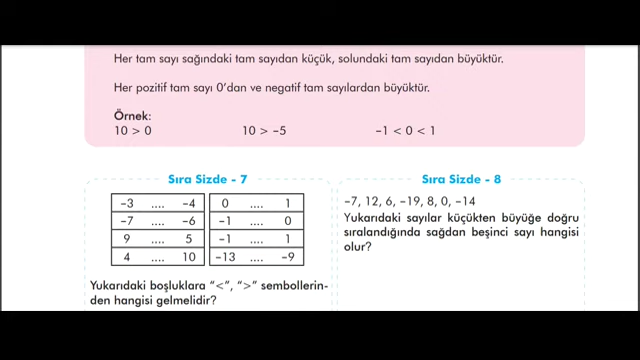 Her tam sayı sağındaki tam sayıdan küçük, solundaki tam sayıdan büyüktür.
Her pozitif tam sayı 0’dan ve negatif tam sayılardan büyüktür.
Örnek:
10 > 0 10 > –5 –1 < 0 < 1
Sıra Sizde - 7
–3 .... –4 0 .... 1
–7 .... –6 –1 .... 0
9 .... 5 –1 .... 1
4 .... 10 –13 .... –9
Yukarıdaki boşluklara “<”, “>” sembollerin-
den hangisi gelmelidir?
Sıra Sizde - 8
–7, 12, 6, –19, 8, 0, –14
Yukarıdaki sayılar küçükten büyüğe doğru
sıralandığında sağdan beşinci sayı hangisi
olur?